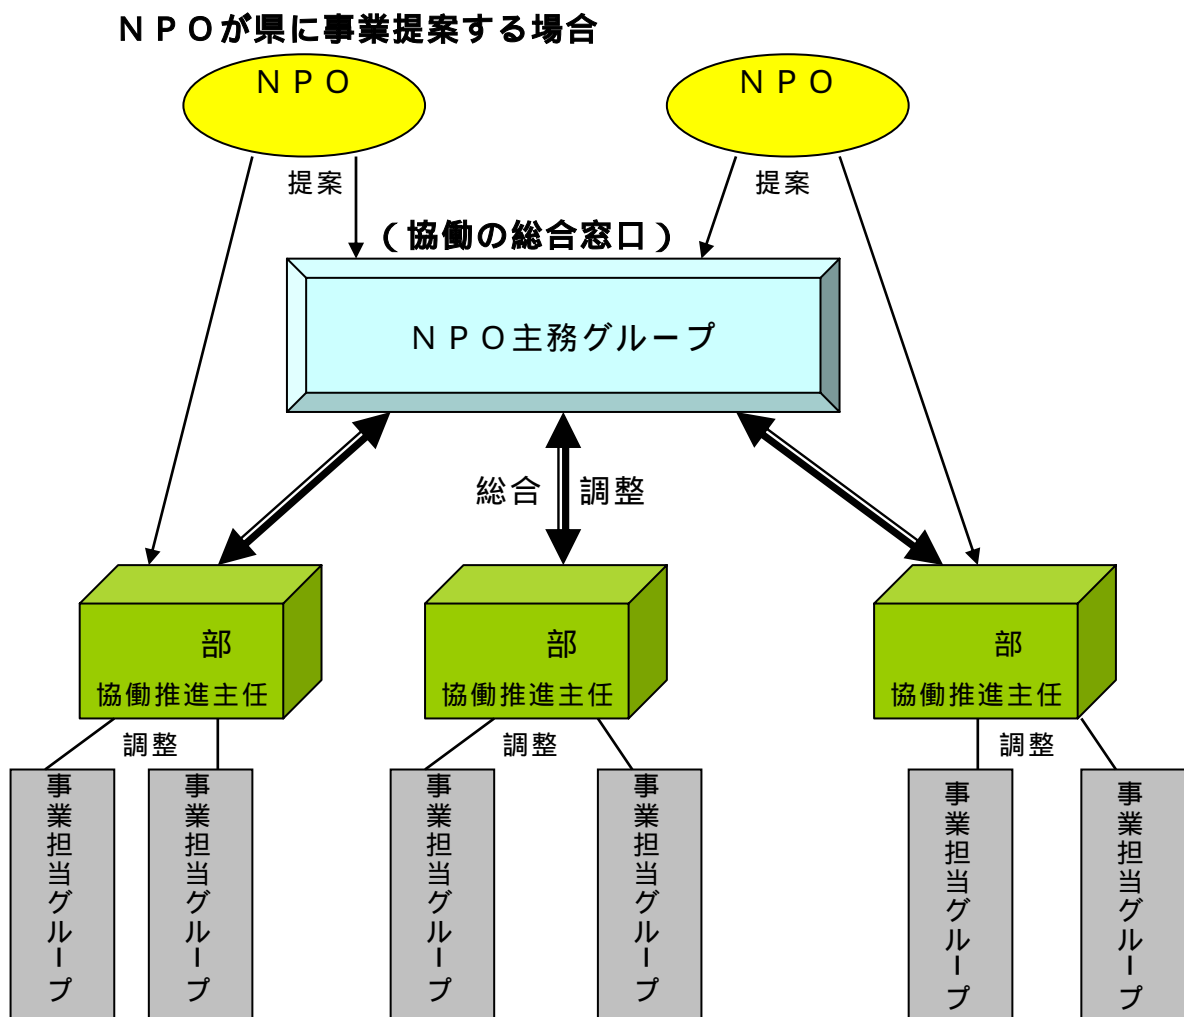 ＮＰＯが県に事業提案する場合
ＮＰＯ
ＮＰＯ
提案
提案
（協働の総合窓口）
ＮＰＯ主務グループ
総合
調整
部
協働推進主任
部
協働推進主任
部
協働推進主任
調整
調整
調整
事業担当グループ
事業担当グループ
事業担当グループ
事業担当グループ
事業担当グループ
事業担当グループ